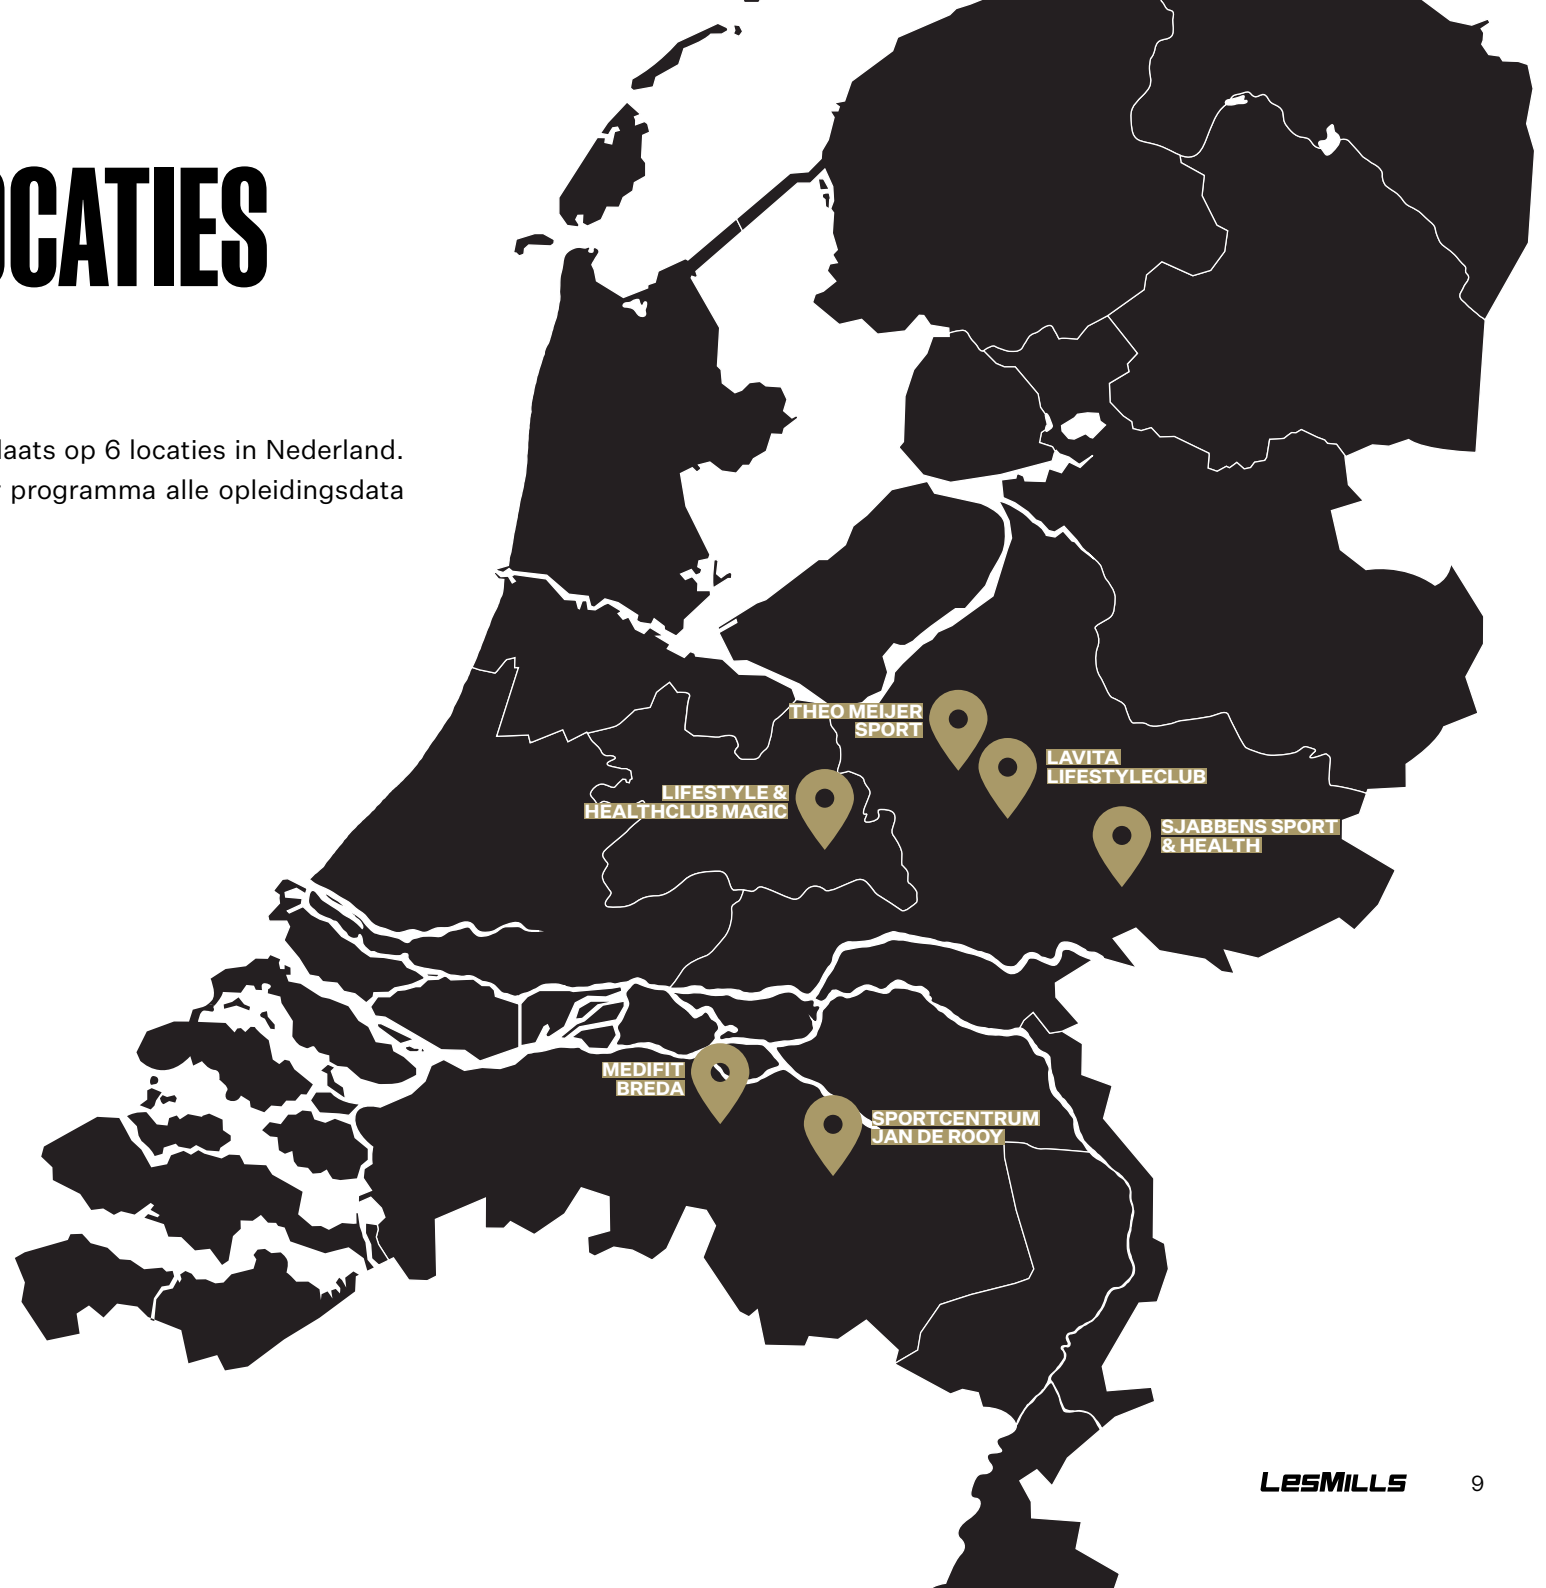 OCATIES
laats op 6 locaties in Nederland.
programma alle opleidingsdata
THEO MEIJER
SPORT
LAVITA
LIFESTYLECLUB
LIFESTYLE &
HEALTHCLUB MAGIC
SJABBENS SPORT
& HEALTH
MEDIFIT
BREDA
SPORTCENTRUM
JAN DE ROOY
LESMILLS
9